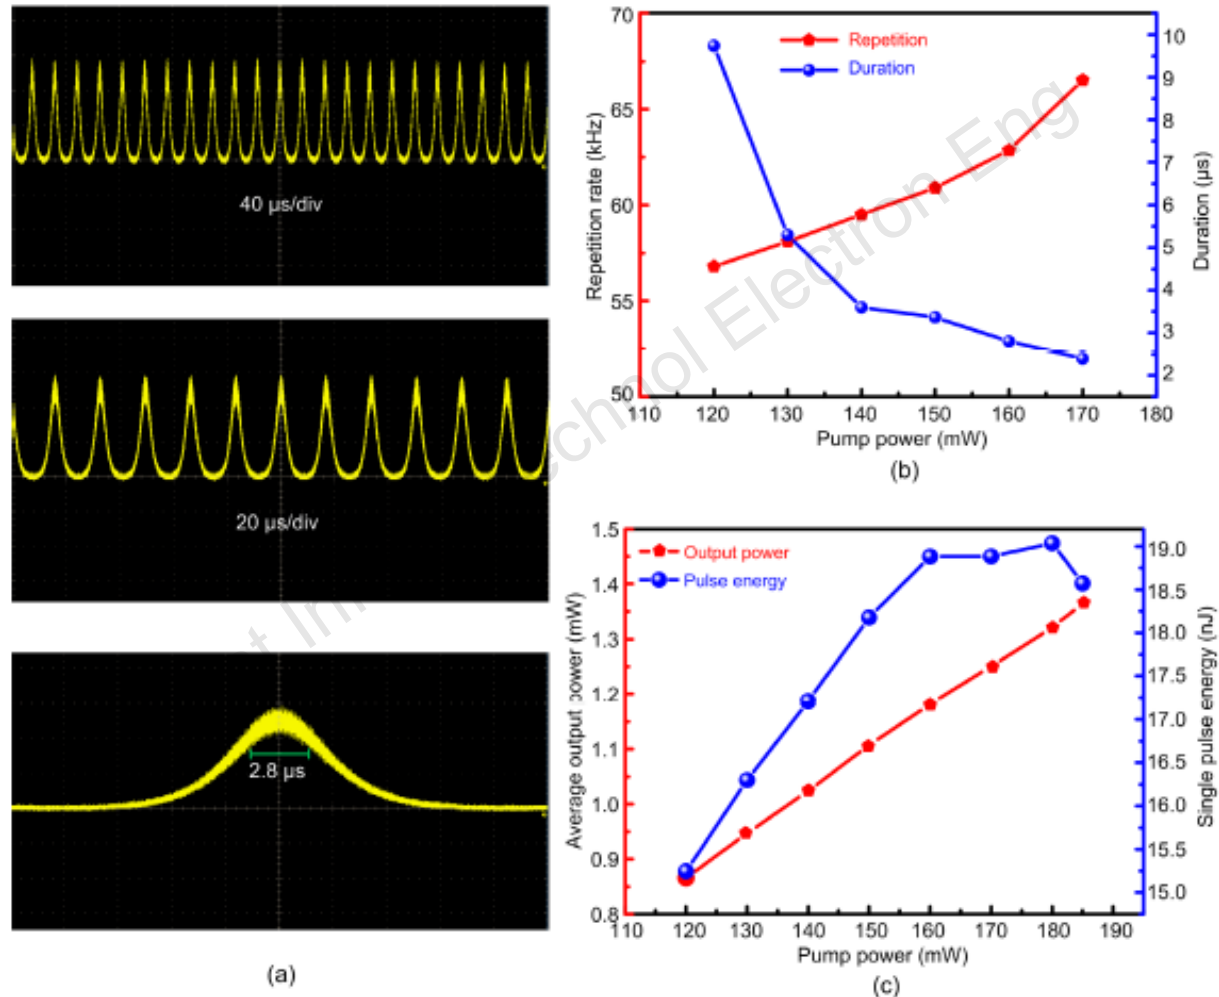 40 µs/div
20 µs/div
2.8 µs
(a)
70
65
60
55
50
Repetition rate (kHz)
Repetition
Duration
10
9
8
7
6
5
4
3
2
Duration (µs)
110 120 130 140 150 160 170 180
Pump power (mW)
(b)
1.5
1.4
1.3
1.2
1.1
1.0
0.9
0.8
Average output power (mW)
Output power
Pulse energy
19.0
18.5
18.0
17.5
17.0
16.5
16.0
15.5
15.0
Single pulse energy (nJ)
110 120 130 140 150 160 170 180 190
Pump power (mW)
(c)
Technol Electron Eng